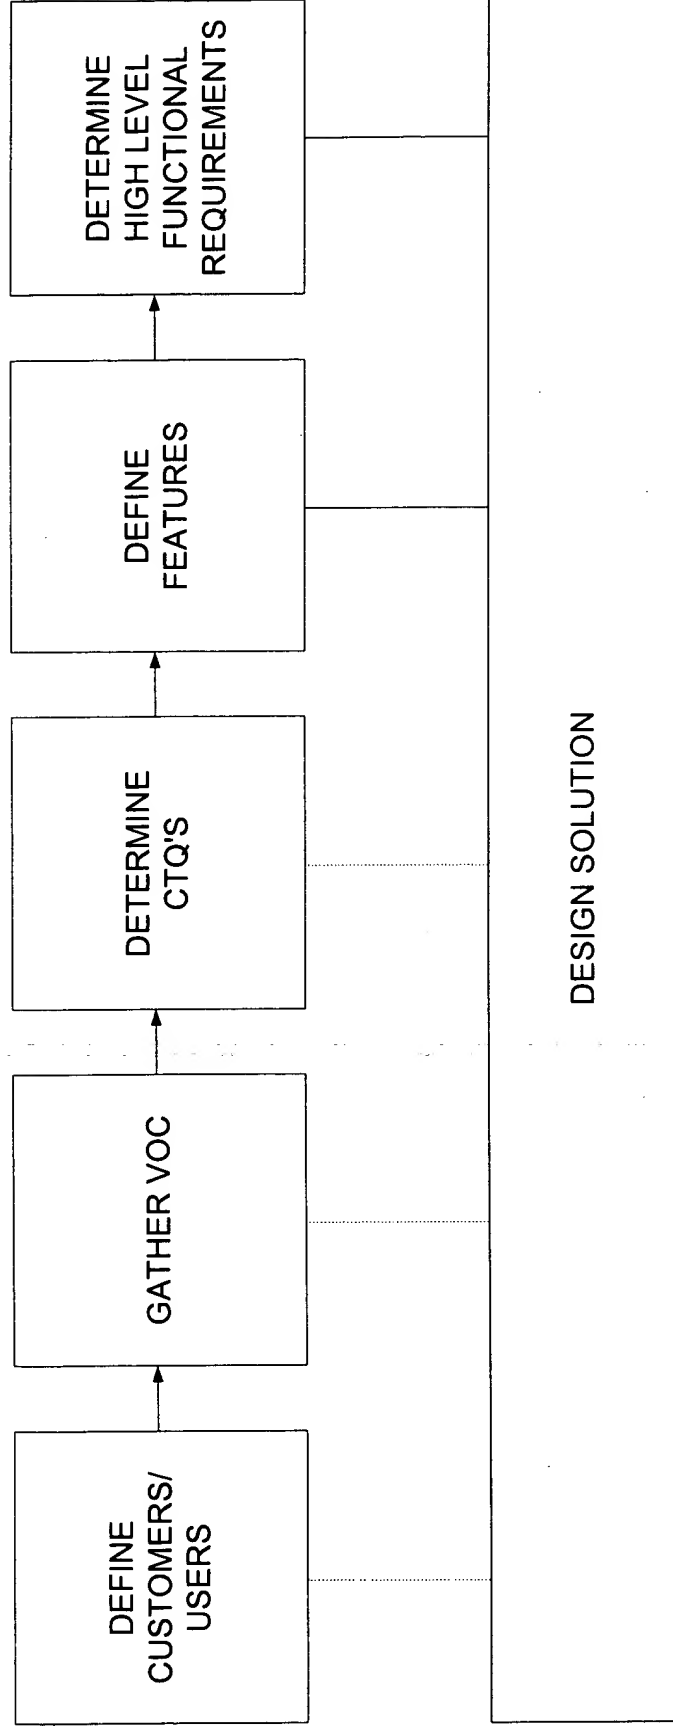 DEFINE
CUSTOMERS/
USERS
GATHER VOC
DETERMINE
CTQ'S
DEFINE
FEATURES
DETERMINE
HIGH LEVEL
FUNCTIONAL
REQUIREMENTS
DESIGN SOLUTION